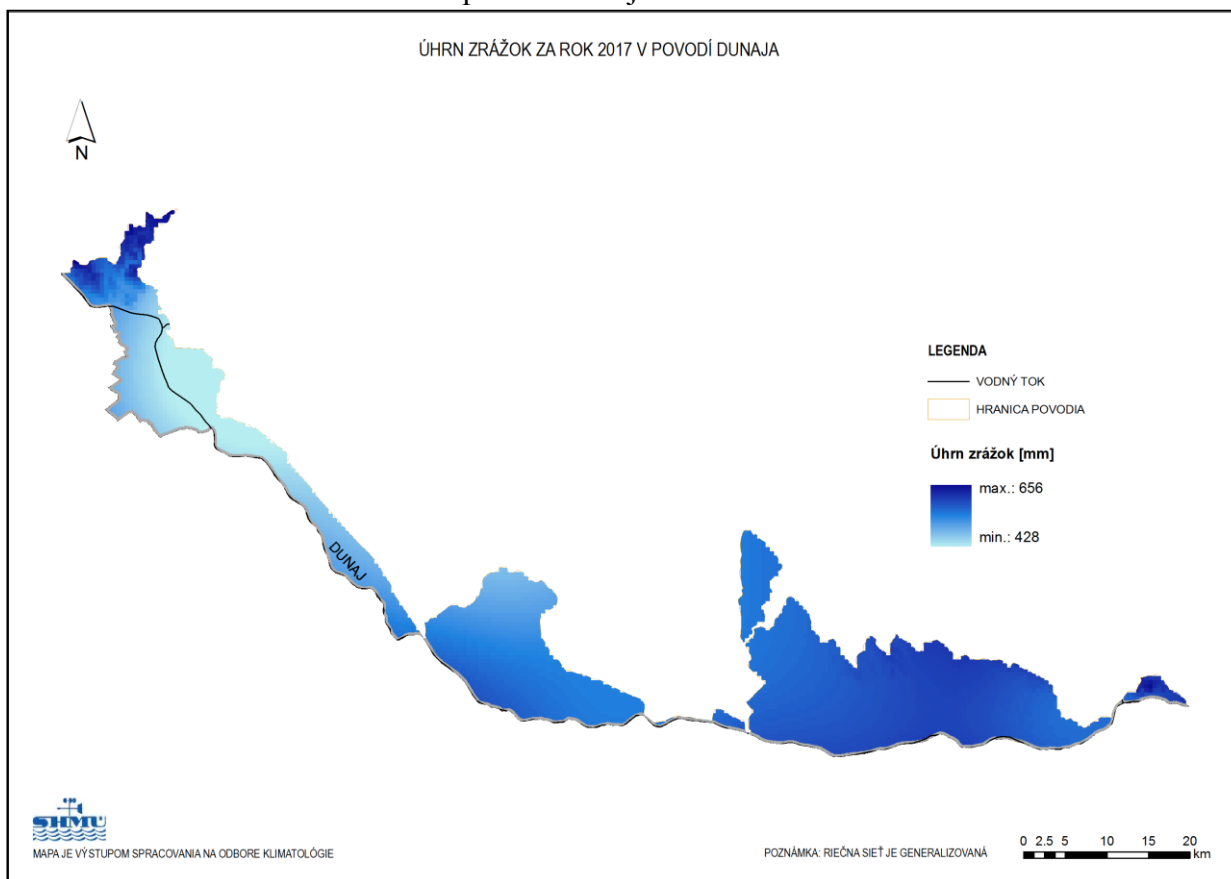 ÚHRN ZRÁŽOK ZA ROK 2017 V POVODÍ DUNAJA
N
LEGENDA
VODNÝ TOK
HRANICA POVODIA
Úhrn zrážok [mm]
max.: 656
min.: 428
DUNAJ
SHMÚ
MAPA JE VÝSTUPOM SPRACOVANIA NA ODBORE KLIMATOLÓGIE
POZNÁMKA: RIEČNA SIEŤ JE GENERALIZOVANÁ
0 2.5 5 10 15 20
km